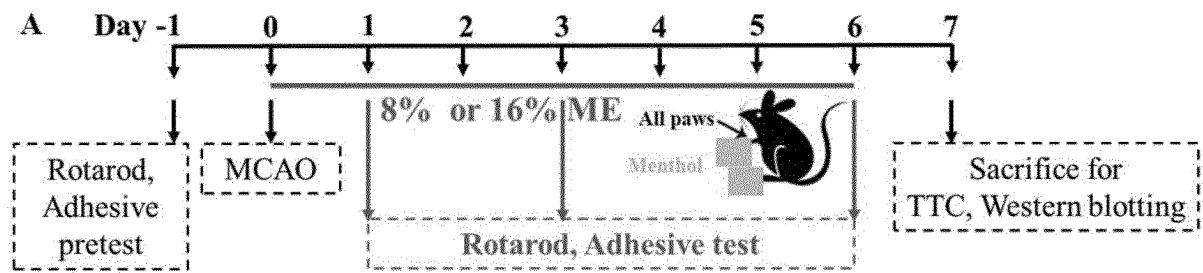 A Day -1 0 1 2 3 4 5 6 7
8% or 16% ME
All paws
Menthol
Rotarod,
Adhesive
pretest
MCAO
Rotarod, Adhesive test
Sacrifice for
TTC, Western blotting